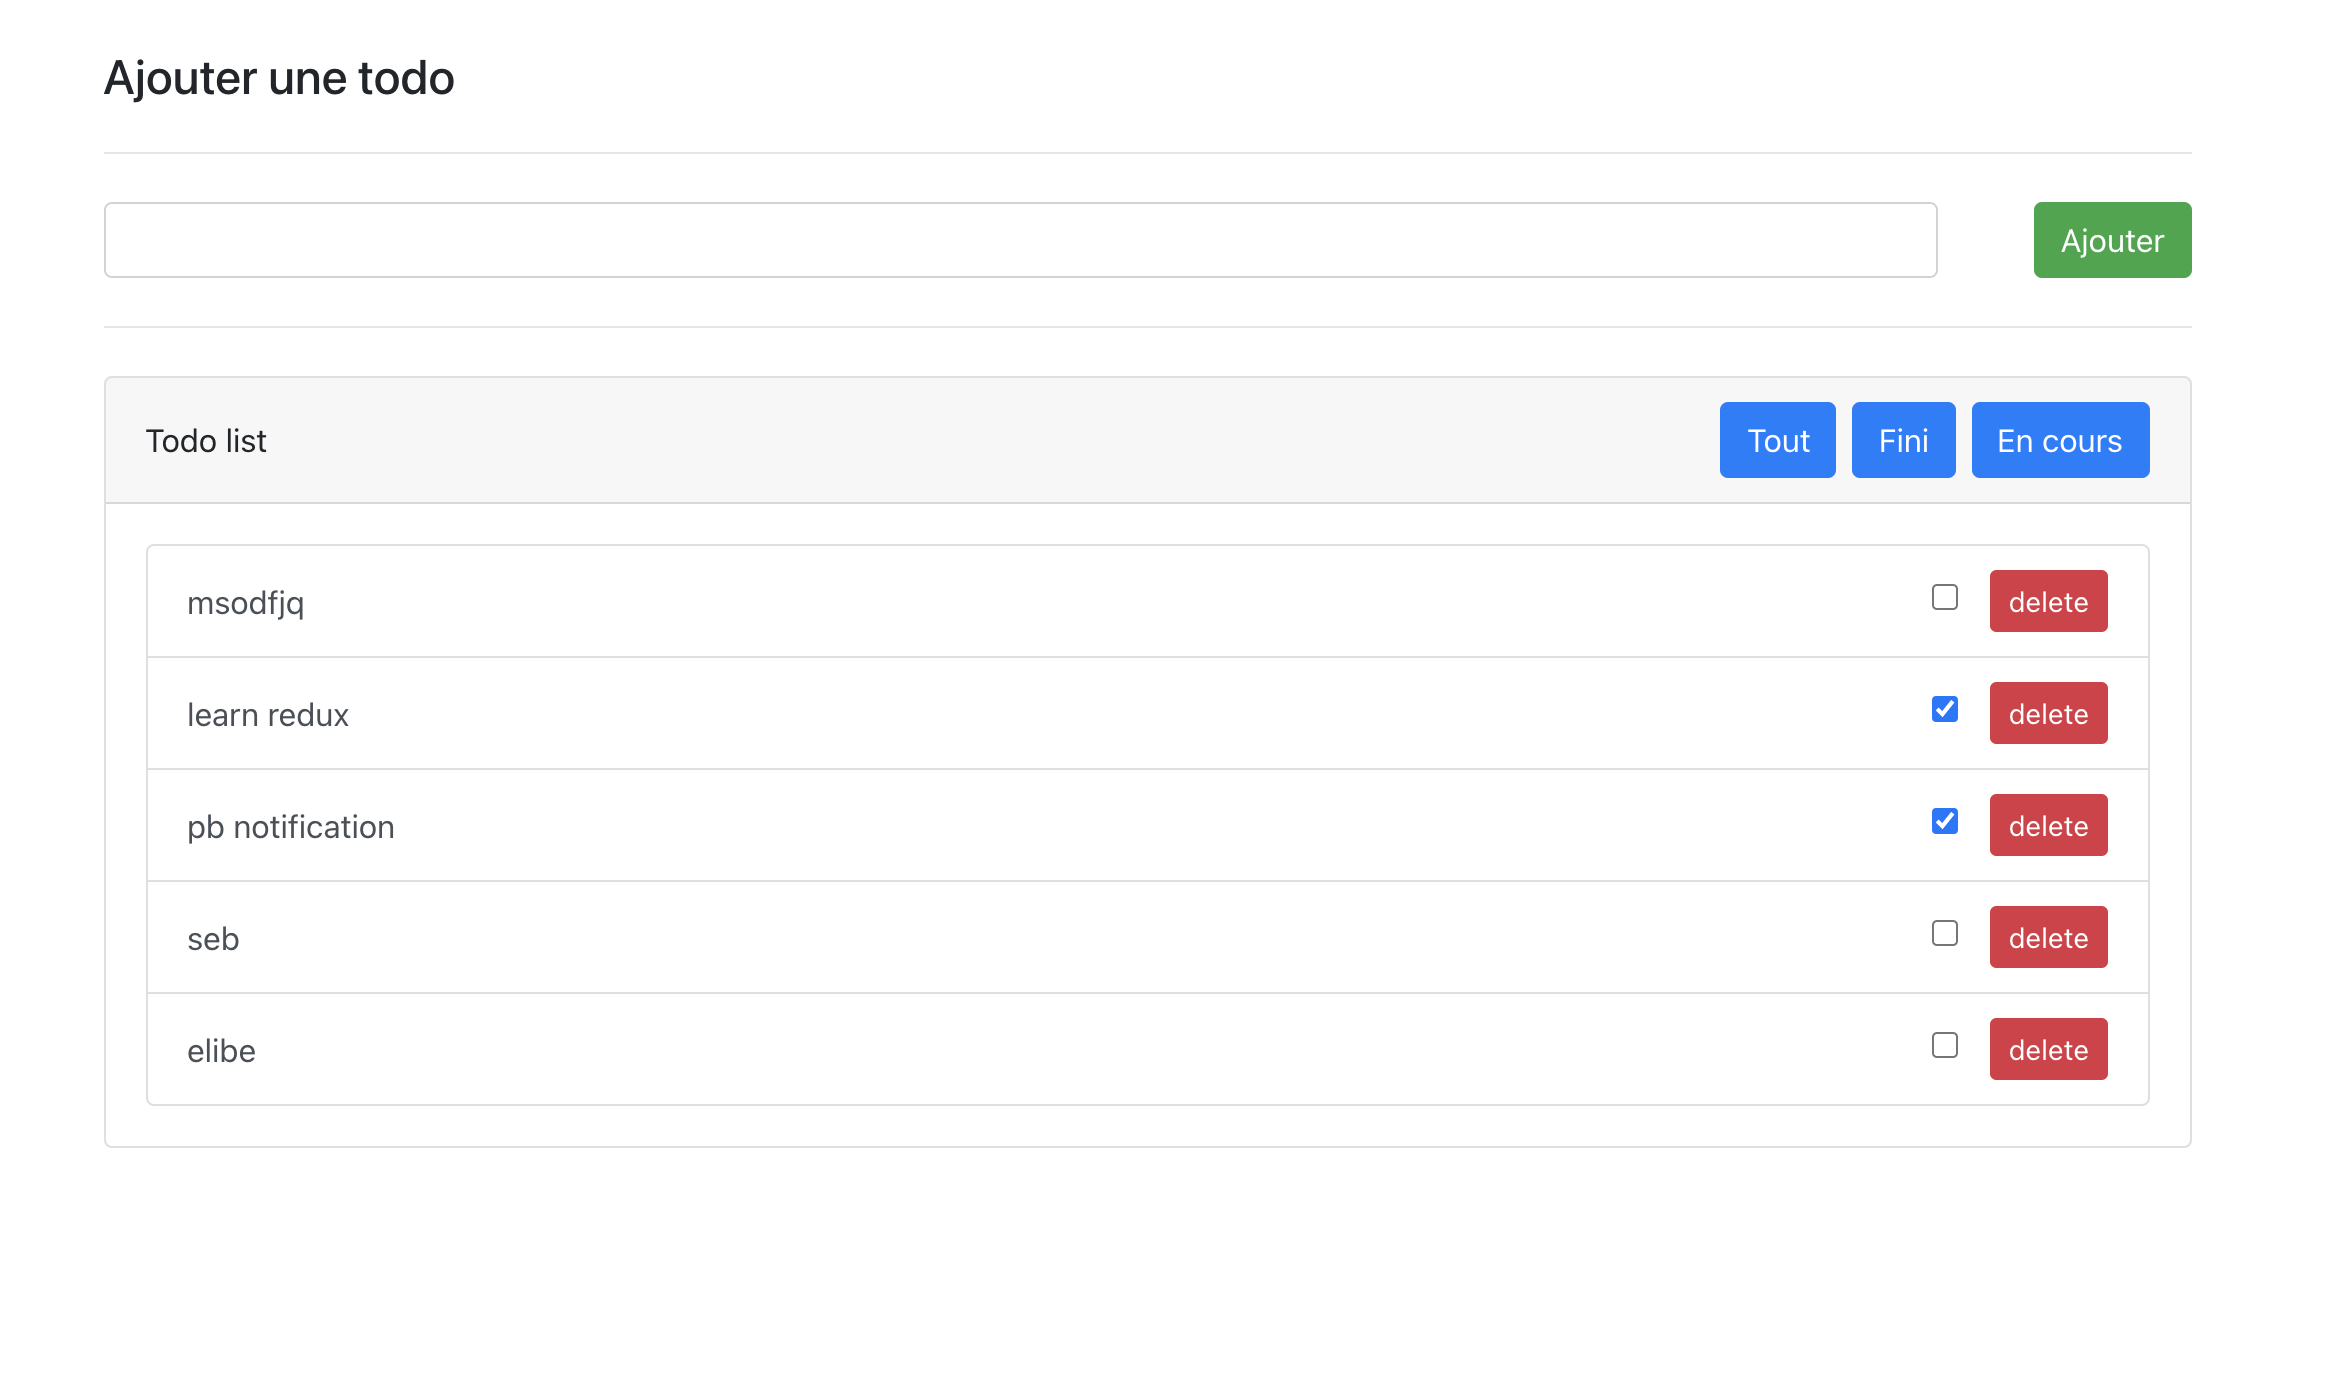 Ajouter une todo
Ajouter
Todo list Tout Fini En cours
msodfjq delete
learn redux delete
pb notification delete
seb delete
elibe delete